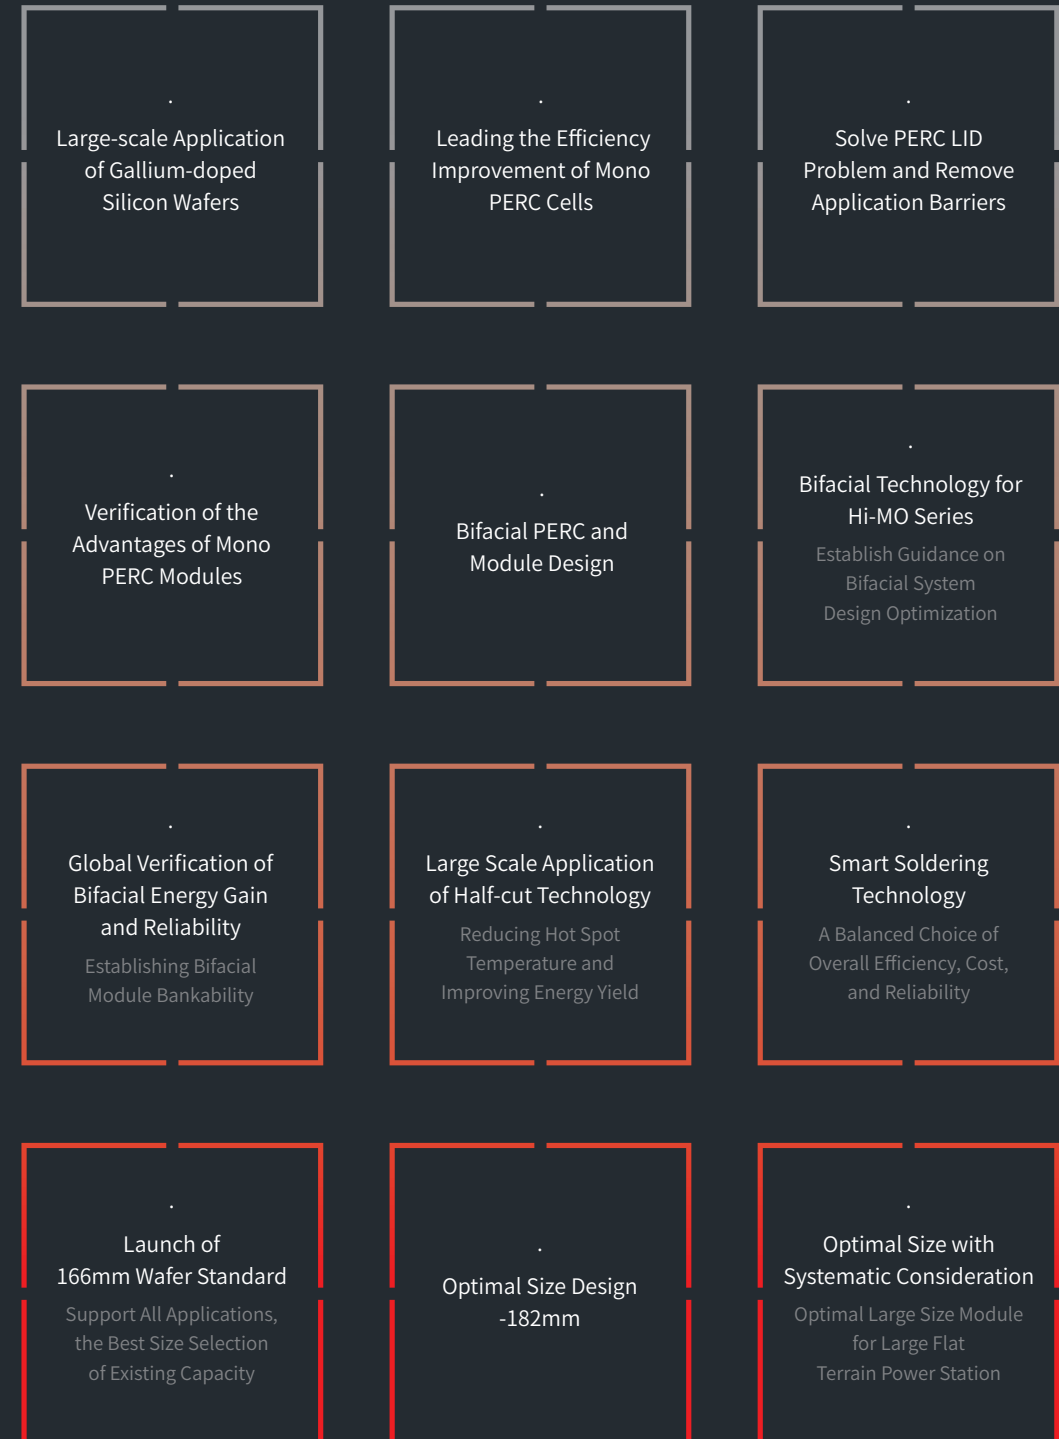 ·
Large-scale Application
of Gallium-doped
Silicon Wafers
·
Leading the Efficiency
Improvement of Mono
PERC Cells
·
Solve PERC LID
Problem and Remove
Application Barriers
·
Verification of the
Advantages of Mono
PERC Modules
·
Bifacial PERC and
Module Design
·
Bifacial Technology for
Hi-MO Series
Establish Guidance on
Bifacial System
Design Optimization
·
Global Verification of
Bifacial Energy Gain
and Reliability
Establishing Bifacial
Module Bankability
·
Large Scale Application
of Half-cut Technology
Reducing Hot Spot
Temperature and
Improving Energy Yield
·
Smart Soldering
Technology
A Balanced Choice of
Overall Efficiency, Cost,
and Reliability
·
Launch of
166mm Wafer Standard
Support All Applications,
the Best Size Selection
of Existing Capacity
·
Optimal Size Design
-182mm
·
Optimal Size with
Systematic Consideration
Optimal Large Size Module
for Large Flat
Terrain Power Station